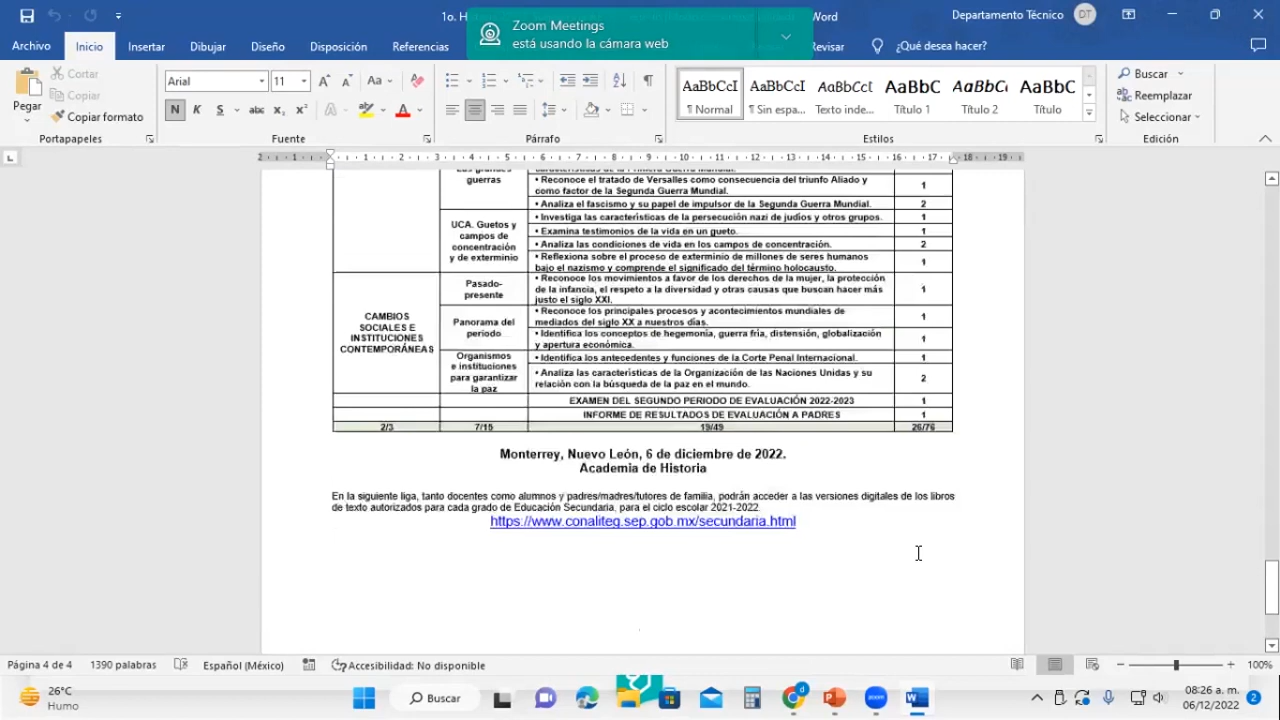 1o. H
Word
Departamento Técnico
DT
Zoom Meetings
está usando la cámara web
Archivo
Inicio
Insertar
Dibujar
Diseño
Disposición
Referencias
Revisar
¿Qué desea hacer?
Pegar
Cortar
Copiar
Copiar formato
Portapapeles
Arial
11
Fuente
Párrafo
AaBbCcI
AaBbCcI
AaBbCcI
AaBbC
AaBbCc
AaBbC
¶ Normal
¶ Sin espa...
Texto inde...
Título 1
Título 2
Título
Estilos
Buscar
Reemplazar
Seleccionar
Edición
guerras
• Reconoce el tratado de Versalles como consecuencia del triunfo Aliado y
como factor de la Segunda Guerra Mundial.
1
• Analiza el fascismo y su papel de impulsor de la Segunda Guerra Mundial.
2
UCA. Guetos y
campos de
concentración
y de exterminio
• Investiga las características de la persecución nazi de judíos y otros grupos.
1
• Examina testimonios de la vida en un gueto.
1
• Analiza las condiciones de vida en los campos de concentración.
2
• Reflexiona sobre el proceso de exterminio de millones de seres humanos
bajo el nazismo y comprende el significado del término holocausto.
1
CAMBIOS
SOCIALES E
INSTITUCIONES
CONTEMPORÁNEAS
Pasado-
presente
• Reconoce los movimientos a favor de los derechos de la mujer, la protección
de la infancia, el respeto a la diversidad y otras causas que buscan hacer más
justo el siglo XXI.
1
Panorama del
periodo
• Reconoce los principales procesos y acontecimientos mundiales de
mediados del siglo XX a nuestros días.
1
• Identifica los conceptos de hegemonía, guerra fría, distensión, globalización
y apertura económica.
1
Organismos
e instituciones
para garantizar
la paz
• Identifica los antecedentes y funciones de la Corte Penal Internacional.
1
• Analiza las características de la Organización de las Naciones Unidas y su
relación con la búsqueda de la paz en el mundo.
2
EXAMEN DEL SEGUNDO PERIODO DE EVALUACIÓN 2022-2023
1
INFORME DE RESULTADOS DE EVALUACIÓN A PADRES
1
2/3
7/15
19/49
26/76
Monterrey, Nuevo León, 6 de diciembre de 2022.
Academia de Historia
En la siguiente liga, tanto docentes como alumnos y padres/madres/tutores de familia, podrán acceder a las versiones digitales de los libros
de texto autorizados para cada grado de Educación Secundaria, para el ciclo escolar 2021-2022.
https://www.conaliteg.sep.gob.mx/secundaria.html
Página 4 de 4
1390 palabras
Español (México)
Accesibilidad: No disponible
100%
26°C
Humo
Buscar
08:26 a. m.
06/12/2022
2